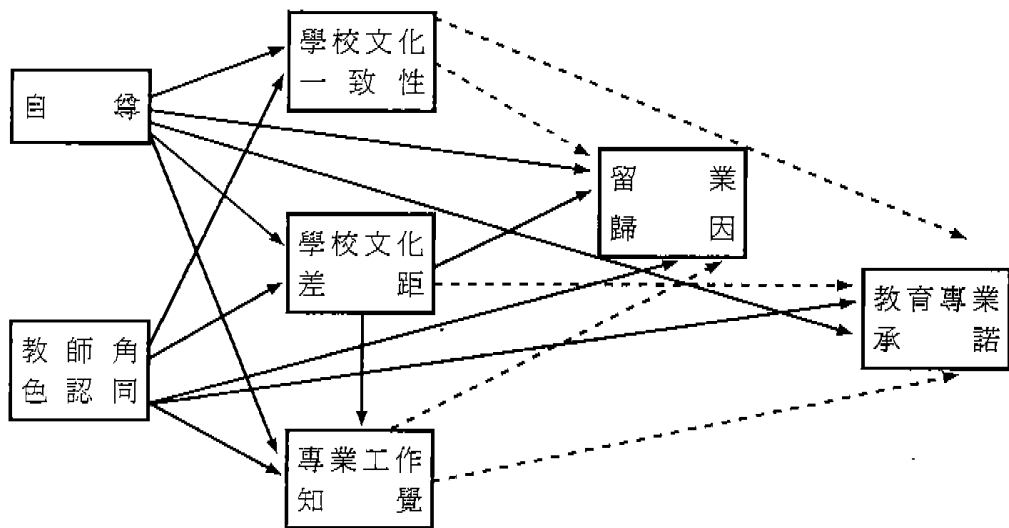 學校文化
一致性
自尊
留業
歸因
學校文化
差距
教育專業
承諾
教師角
色認同
專業工作
知覺